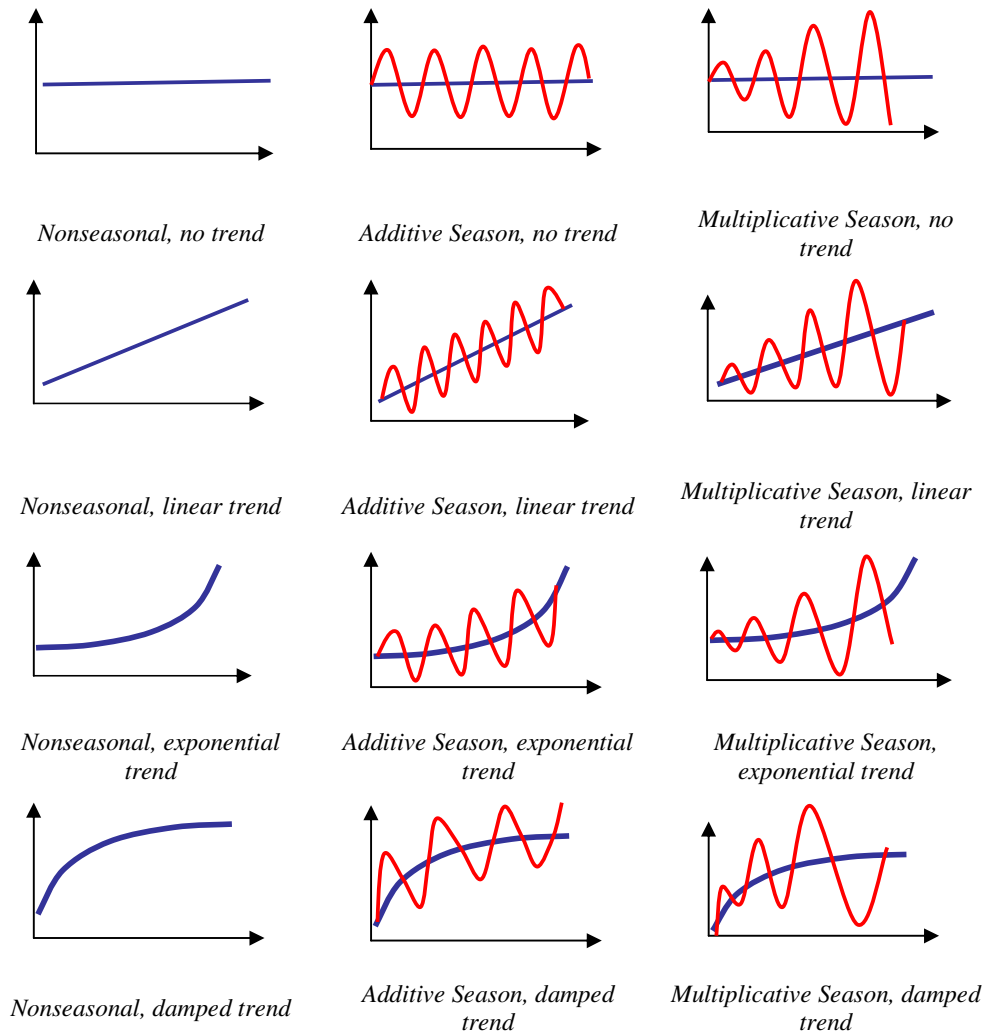 Nonseasonal, no trend
Additive Season, no trend
Multiplicative Season, no
trend
Nonseasonal, linear trend
Additive Season, linear trend
Multiplicative Season, linear
trend
Nonseasonal, exponential
trend
Additive Season, exponential
trend
Multiplicative Season,
exponential trend
Nonseasonal, damped trend
Additive Season, damped
trend
Multiplicative Season, damped
trend